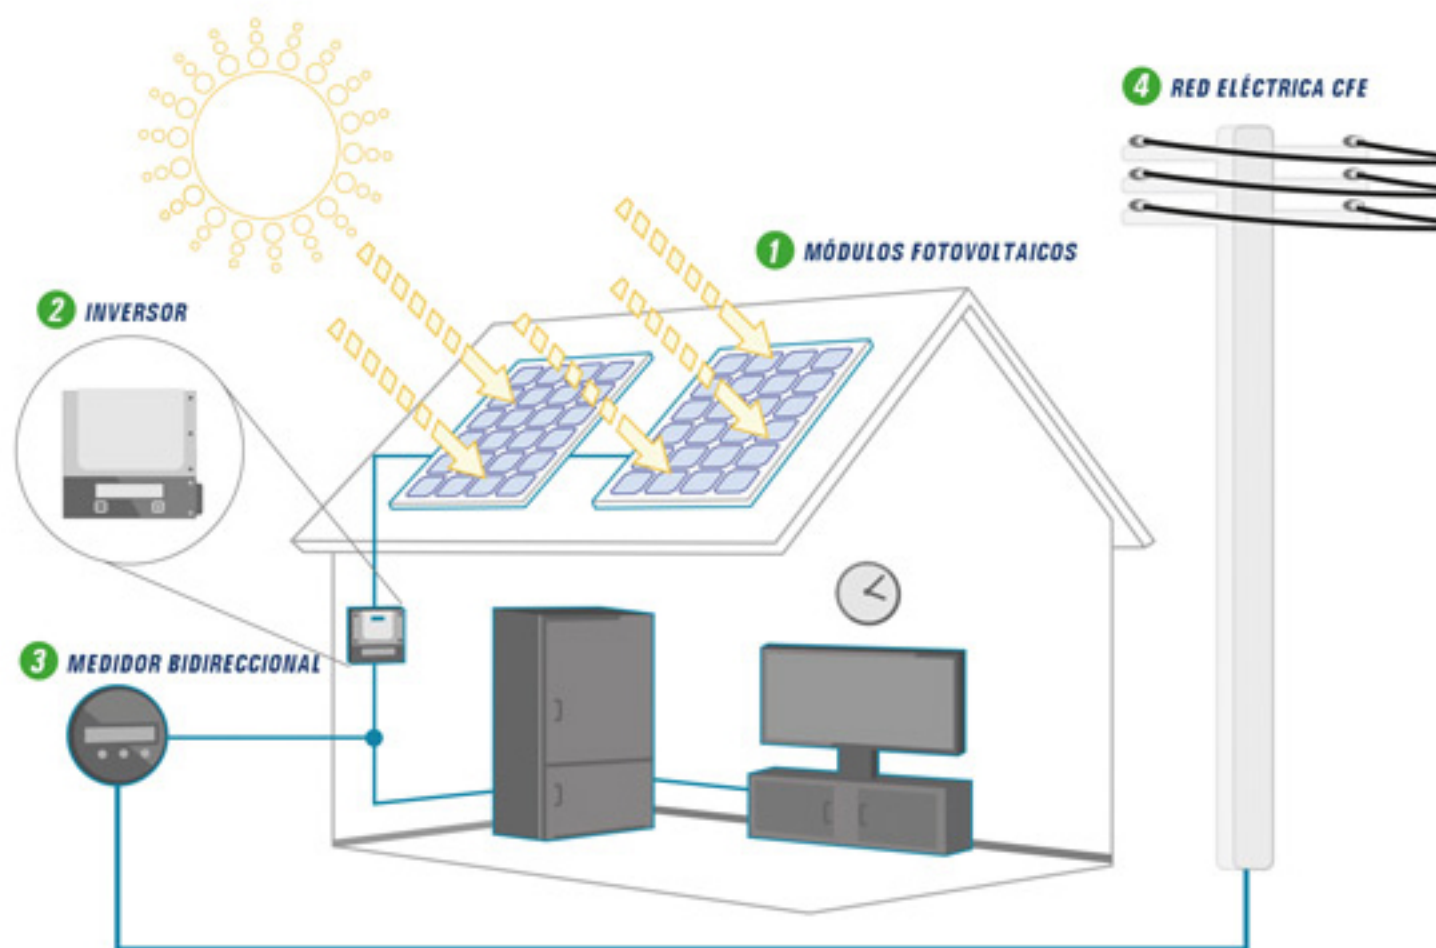 4 RED ELÉCTRICA CFE
1 MÓDULOS FOTOVOLTAICOS
2 INVERSOR
3 MEDIDOR BIDIRECCIONAL